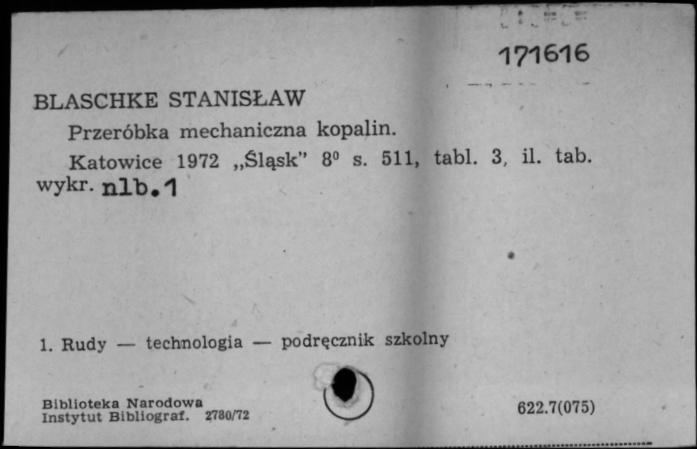 171616
BLASCHKE STANISŁAW
Przeróbka mechaniczna kopalin.
Katowice 1972 „Śląsk” 8⁰ s. 511, tabl. 3, il. tab.
wykr. nlb.1
1. Rudy — technologia — podręcznik szkolny
Biblioteka Narodowa
Instytut Bibliograf. 2780/72
622.7(075)